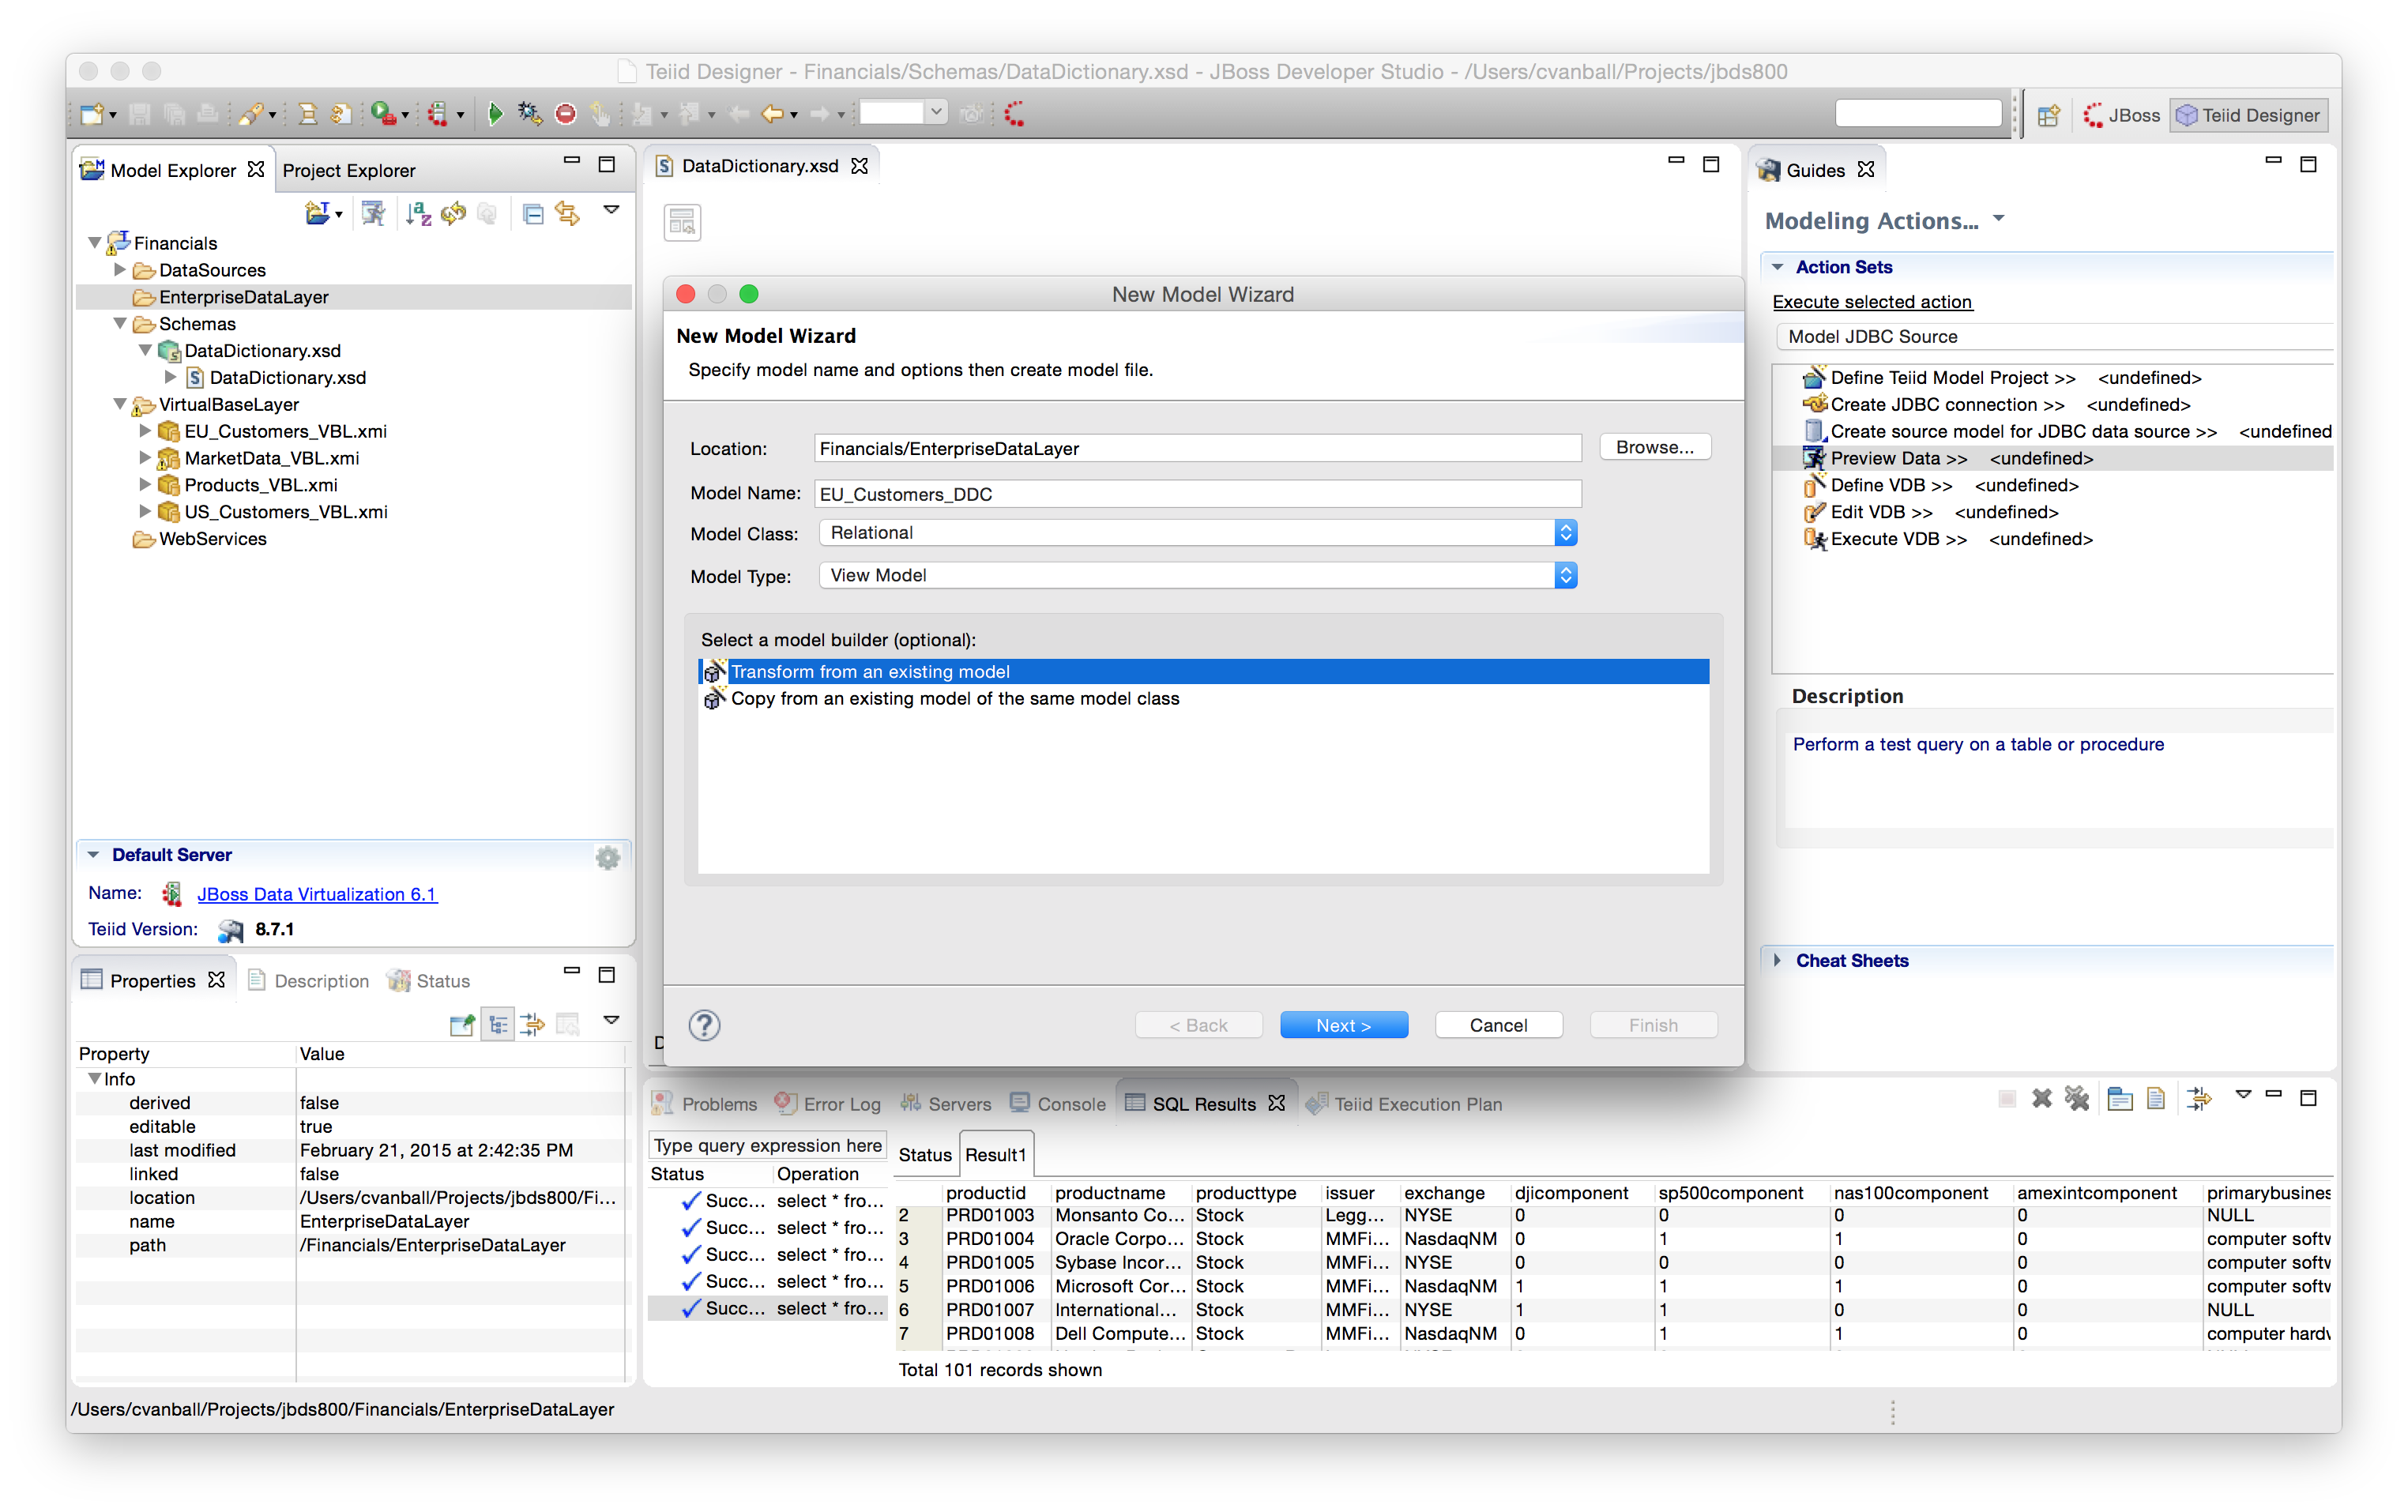 Teiid Designer - Financials/Schemas/DataDictionary.xsd - JBoss Developer Studio - /Users/cvanball/Projects/jbds800
JBoss
Teiid Designer
Model Explorer
Project Explorer
Financials
DataSources
EnterpriseDataLayer
Schemas
DataDictionary.xsd
DataDictionary.xsd
VirtualBaseLayer
EU_Customers_VBL.xmi
MarketData_VBL.xmi
Products_VBL.xmi
US_Customers_VBL.xmi
WebServices
Default Server
Name: JBoss Data Virtualization 6.1
Teiid Version: 8.7.1
DataDictionary.xsd
New Model Wizard
New Model Wizard
Specify model name and options then create model file.
Location: Financials/EnterpriseDataLayer Browse...
Model Name: EU_Customers_DDC
Model Class: Relational
Model Type: View Model
Select a model builder (optional):
Transform from an existing model
Copy from an existing model of the same model class
? < Back Next > Cancel Finish
D
Guides
Modeling Actions...
Action Sets
Execute selected action
Model JDBC Source
Define Teiid Model Project >> <undefined>
Create JDBC connection >> <undefined>
Create source model for JDBC data source >> <undefined
Preview Data >> <undefined>
Define VDB >> <undefined>
Edit VDB >> <undefined>
Execute VDB >> <undefined>
Description
Perform a test query on a table or procedure
Cheat Sheets
Properties Description Status
Property Value
Info
derived false
editable true
last modified February 21, 2015 at 2:42:35 PM
linked false
location /Users/cvanball/Projects/jbds800/Fi...
name EnterpriseDataLayer
path /Financials/EnterpriseDataLayer
Problems Error Log Servers Console SQL Results Teiid Execution Plan
Type query expression here
Status Operation
Succ... select * fro...
Succ... select * fro...
Succ... select * fro...
Succ... select * fro...
Succ... select * fro...
Status Result1
productid productname producttype issuer exchange djicomponent sp500component nas100component amexintcomponent primarybusines
2 PRD01003 Monsanto Co... Stock Legg... NYSE 0 0 0 0 NULL
3 PRD01004 Oracle Corpo... Stock MMFi... NasdaqNM 0 1 1 0 computer softw
4 PRD01005 Sybase Incor... Stock MMFi... NYSE 0 0 0 0 computer softw
5 PRD01006 Microsoft Cor... Stock MMFi... NasdaqNM 1 1 1 0 computer softw
6 PRD01007 International... Stock MMFi... NYSE 1 1 0 0 NULL
7 PRD01008 Dell Compute... Stock MMFi... NasdaqNM 0 1 1 0 computer hardw
Total 101 records shown
/Users/cvanball/Projects/jbds800/Financials/EnterpriseDataLayer